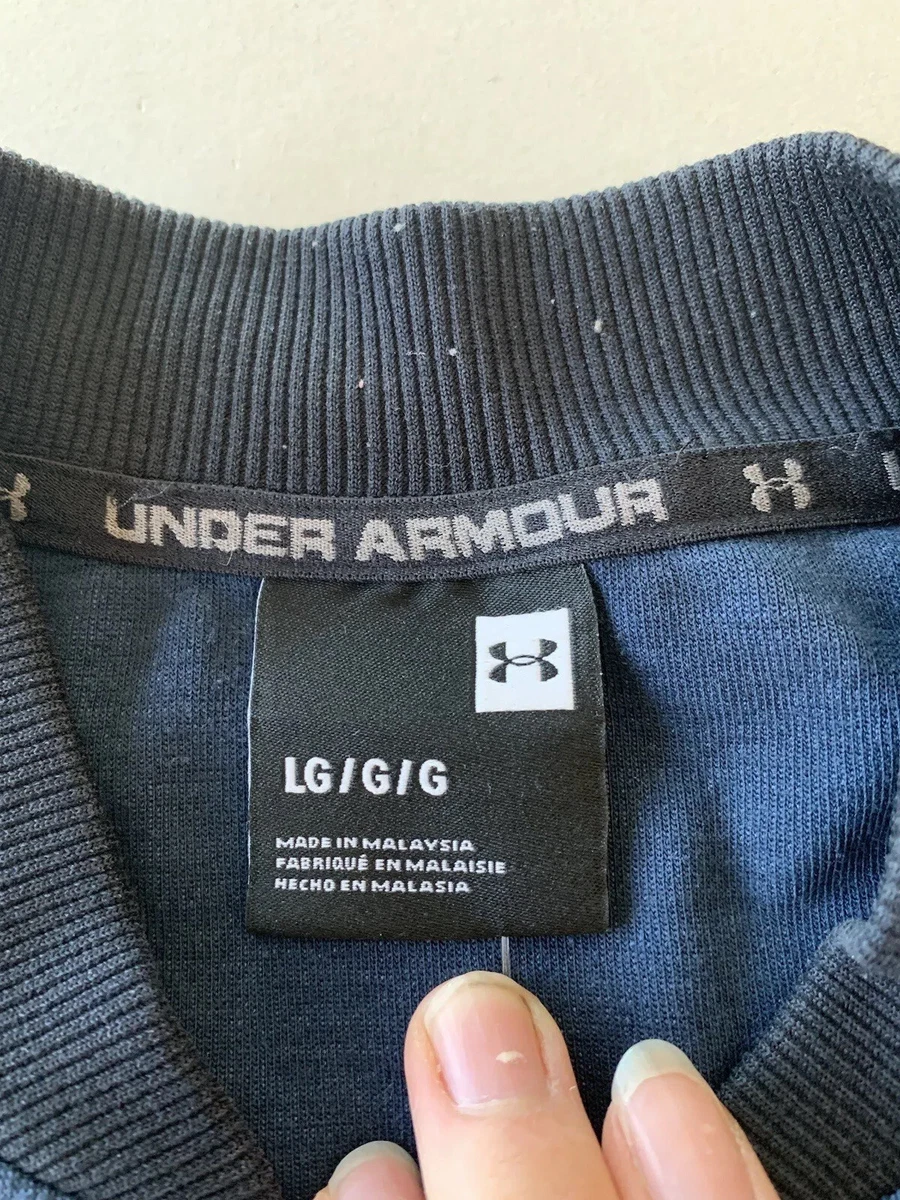 UNDER ARMOUR
LG/G/G
MADE IN MALAYSIA
FABRIQUÉ EN MALAISIE
HECHO EN MALASIA